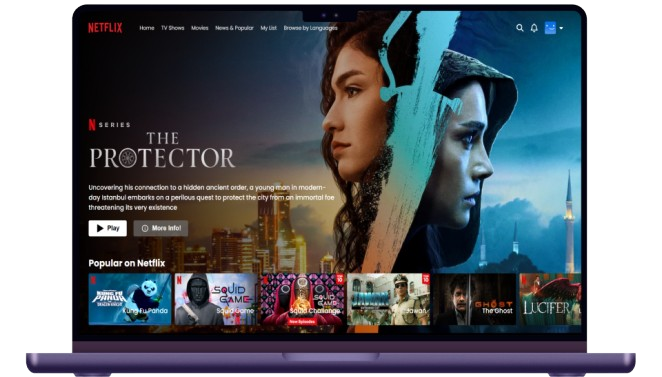 NETFLIX
Home TV Shows Movies News & Popular My List Browse by Languages
N SERIES
THE
PROTECTOR
Uncovering his connection to a hidden ancient order, a young man in modern-
day Istanbul embarks on a perilous quest to protect the city from an immortal foe
threatening its very existence
Play More Info!
Popular on Netflix
KUNG FU PANDA
Kung Fu Panda
SQUID GAME
Squid Game
SQUID GAME
Squid Challange
New Episodes
Jawan
GHOST
The Ghost
LUCIFER